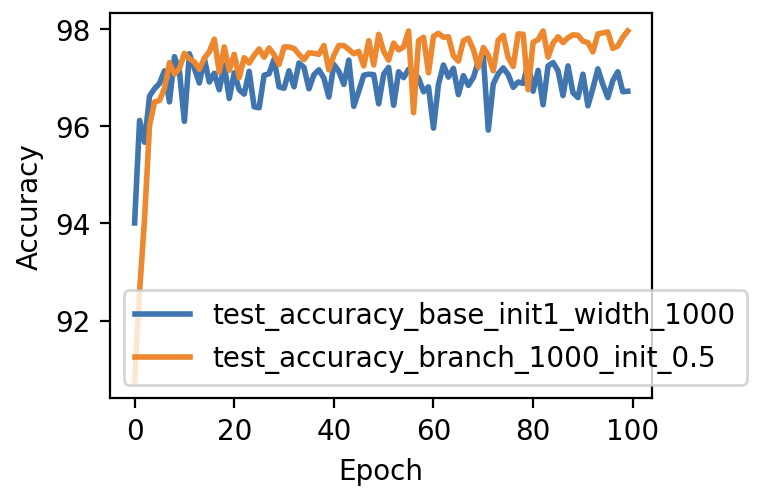 98
96
94
92
Accuracy
test_accuracy_base_init1_width_1000
test_accuracy_branch_1000_init_0.5
0 20 40 60 80 100
Epoch